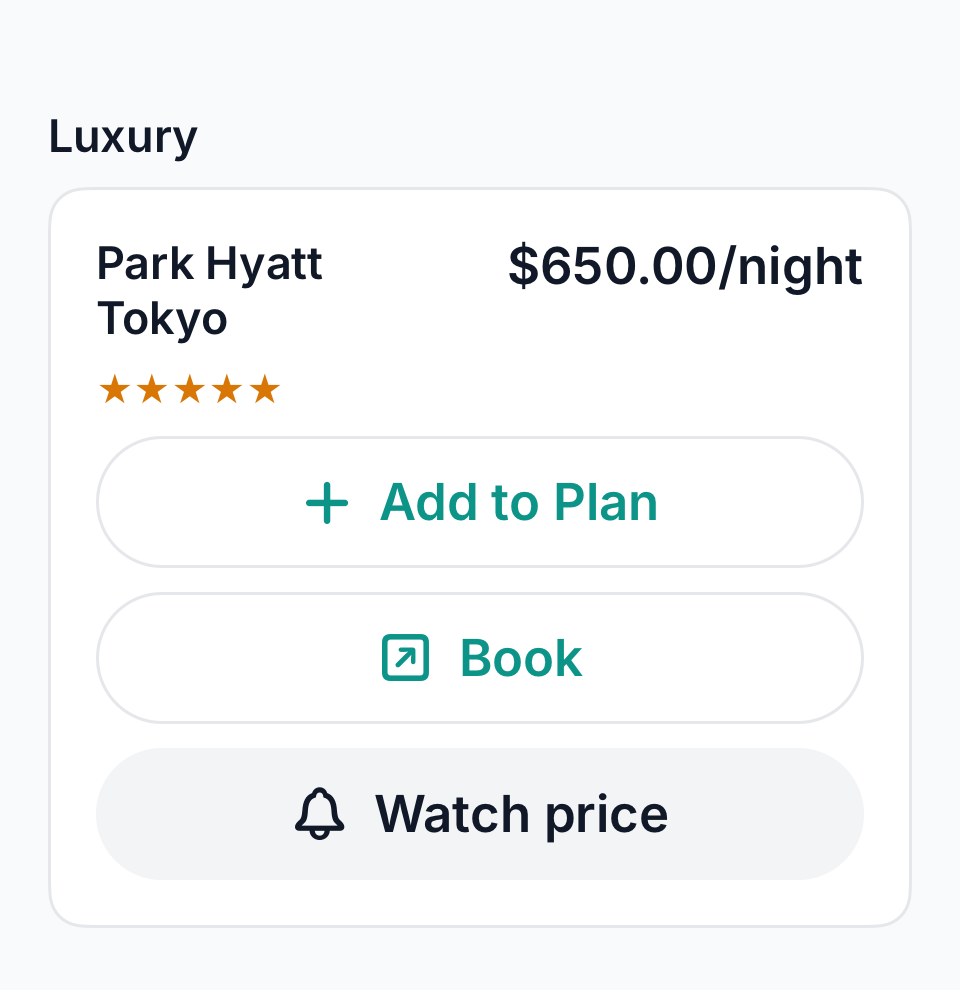 Luxury
Park Hyatt
Tokyo
$650.00/night
★★★★★
Add to Plan
Book
Watch price